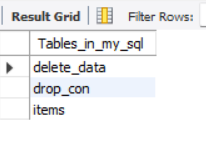 Result Grid Filter Rows:
Tables_in_my_sql
delete_data
drop_con
items